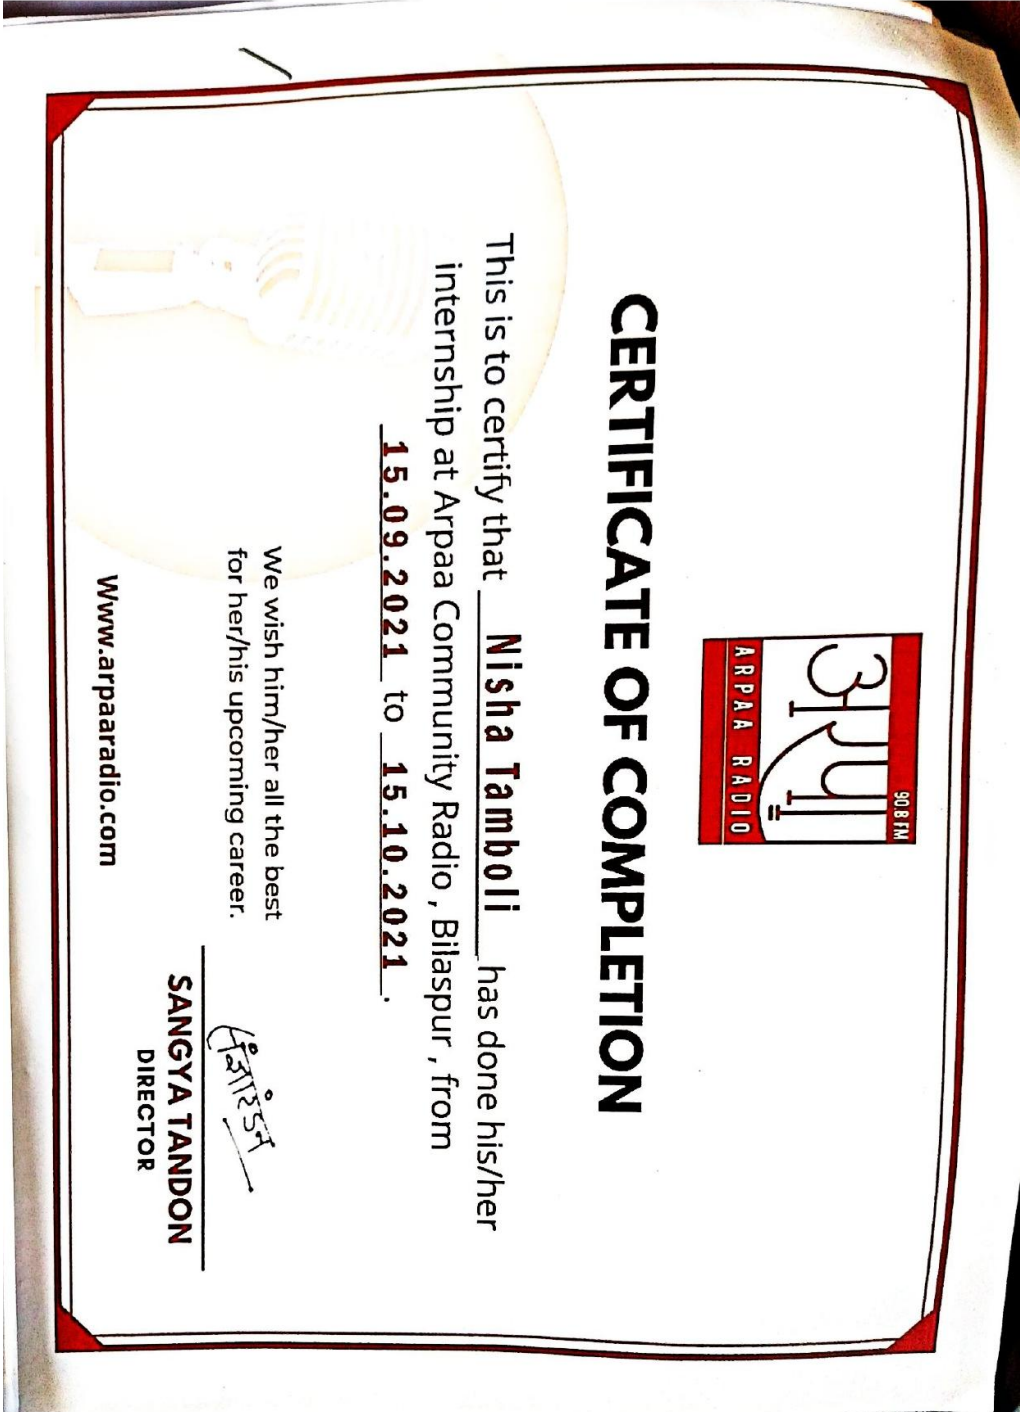 90.8 FM
अरपा
ARPAA RADIO
CERTIFICATE OF COMPLETION
This is to certify that Nisha Tamboli has done his/her
internship at Arpaa Community Radio , Bilaspur , from
15.09.2021 to 15.10.2021 .
We wish him/her all the best
for her/his upcoming career.
संज्ञा टंडन
SANGYA TANDON
DIRECTOR
Www.arpaaradio.com